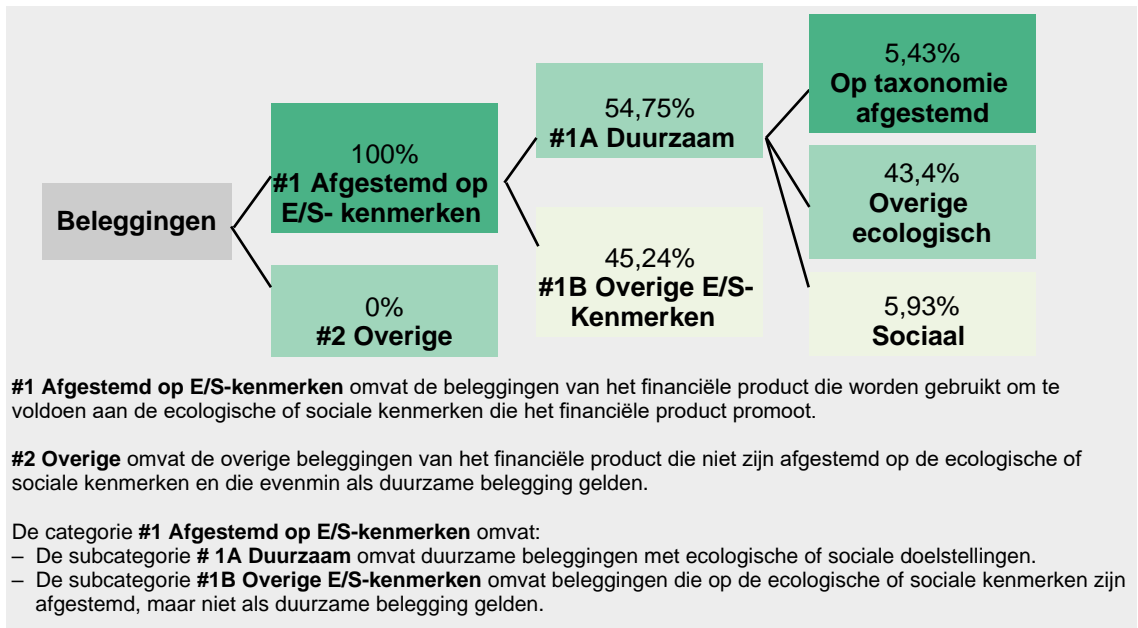 Beleggingen
100%
#1 Afgestemd op
E/S- kenmerken
0%
#2 Overige
54,75%
#1A Duurzaam
45,24%
#1B Overige E/S-
Kenmerken
5,43%
Op taxonomie
afgestemd
43,4%
Overige
ecologisch
5,93%
Sociaal
#1 Afgestemd op E/S-kenmerken omvat de beleggingen van het financiële product die worden gebruikt om te
voldoen aan de ecologische of sociale kenmerken die het financiële product promoot.
#2 Overige omvat de overige beleggingen van het financiële product die niet zijn afgestemd op de ecologische of
sociale kenmerken en die evenmin als duurzame belegging gelden.
De categorie #1 Afgestemd op E/S-kenmerken omvat:
– De subcategorie # 1A Duurzaam omvat duurzame beleggingen met ecologische of sociale doelstellingen.
– De subcategorie #1B Overige E/S-kenmerken omvat beleggingen die op de ecologische of sociale kenmerken zijn
afgestemd, maar niet als duurzame belegging gelden.